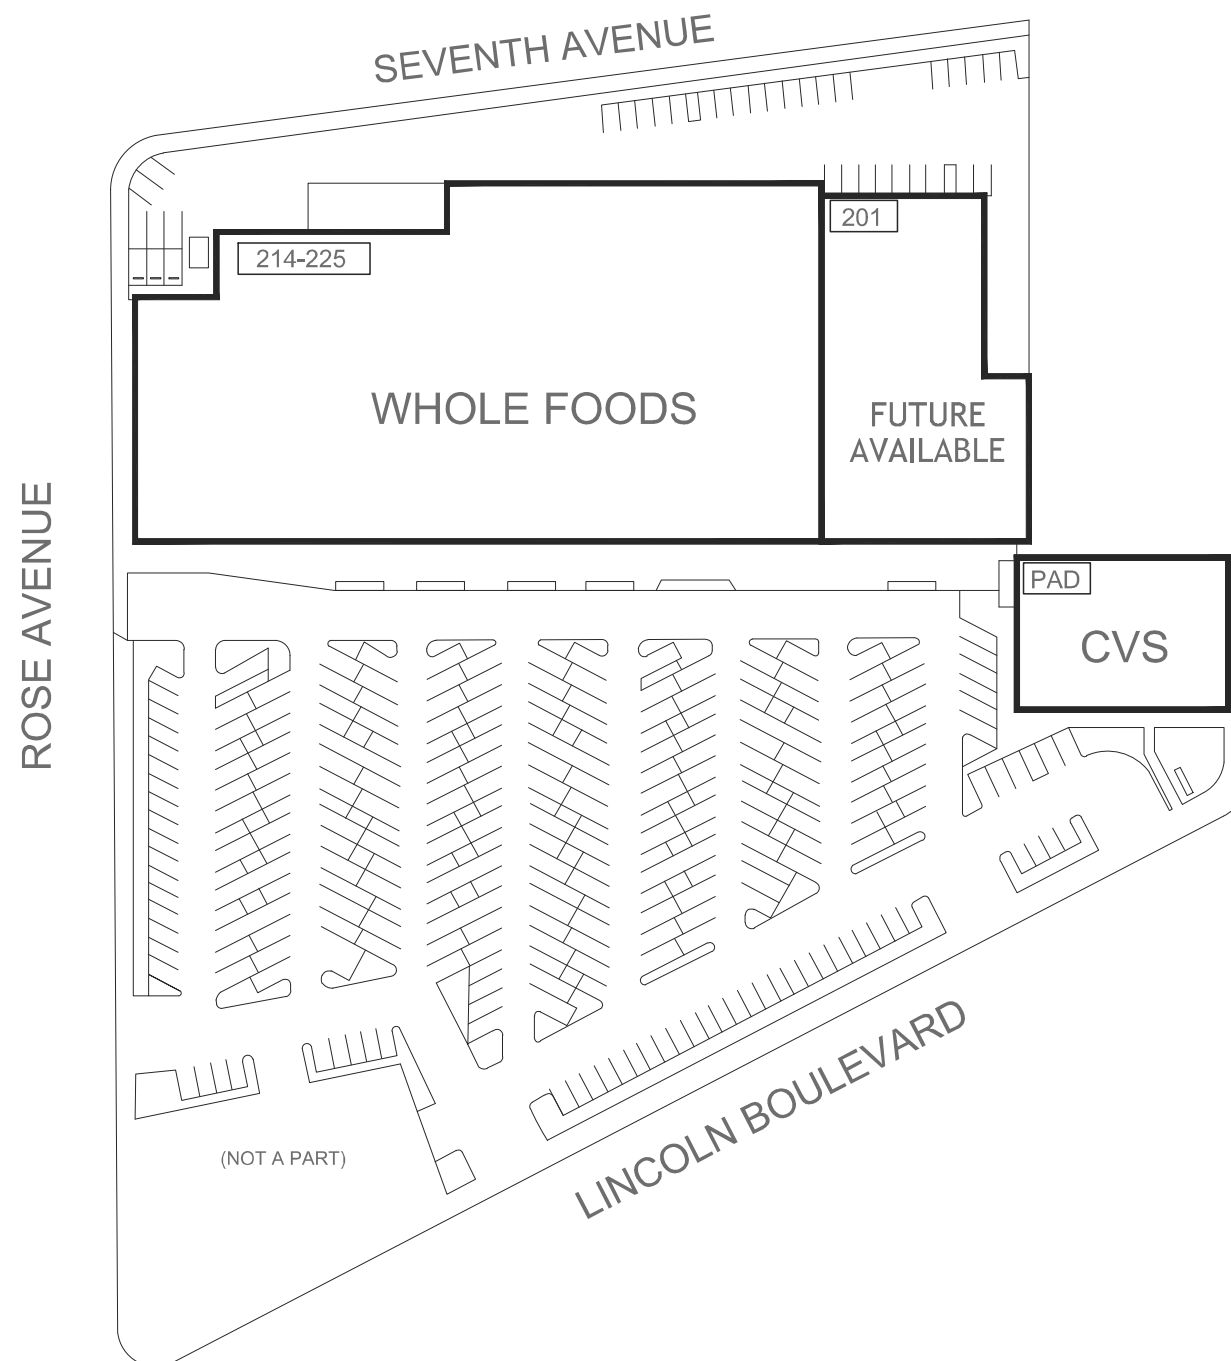 SEVENTH AVENUE
201
214-225
WHOLE FOODS
FUTURE
AVAILABLE
ROSE AVENUE
PAD
CVS
LINCOLN BOULEVARD
(NOT A PART)